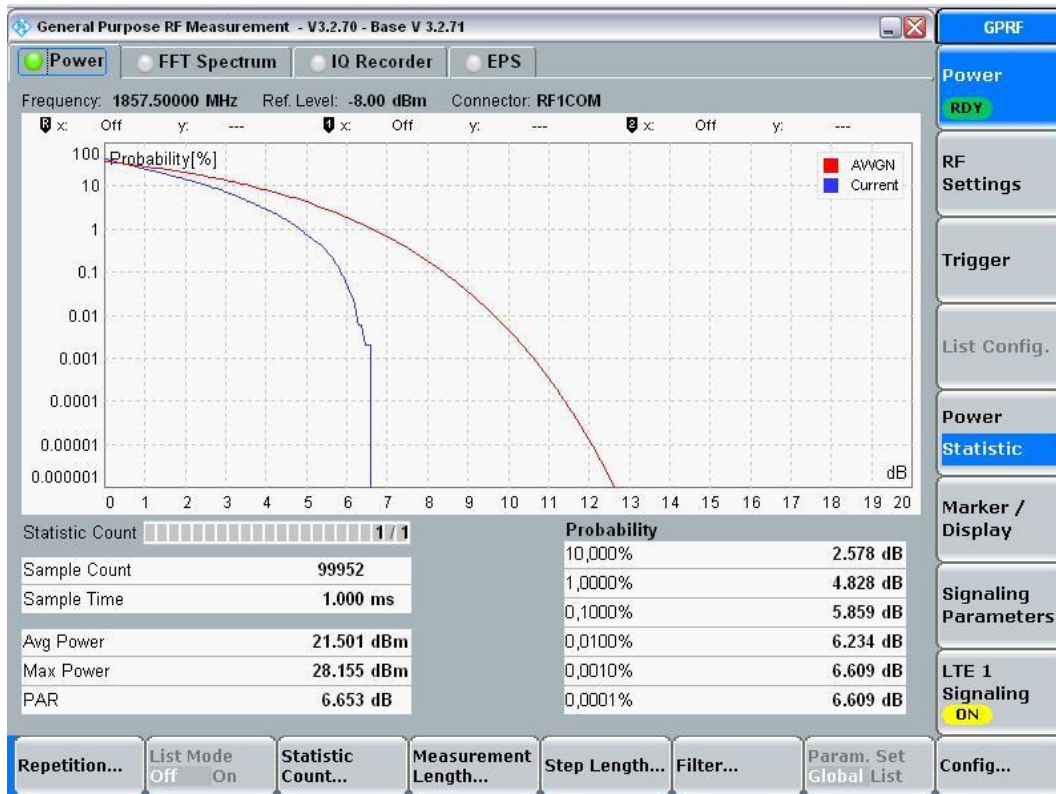 General Purpose RF Measurement - V3.2.70 - Base V 3.2.71
GPRF
Power FFT Spectrum IQ Recorder EPS
Frequency: 1857.50000 MHz Ref. Level: -8.00 dBm Connector: RF1COM
R x: Off y: --- 1 x: Off y: --- 2 x: Off y: ---
Probability[%]
AWGN
Current
100
10
1
0.1
0.01
0.001
0.0001
0.00001
0.000001
dB
0 1 2 3 4 5 6 7 8 9 10 11 12 13 14 15 16 17 18 19 20
Statistic Count 1 / 1
Sample Count 99952
Sample Time 1.000 ms
Avg Power 21.501 dBm
Max Power 28.155 dBm
PAR 6.653 dB
Probability
10,000% 2.578 dB
1,0000% 4.828 dB
0,1000% 5.859 dB
0,0100% 6.234 dB
0,0010% 6.609 dB
0,0001% 6.609 dB
Power
RDY
RF
Settings
Trigger
List Config.
Power
Statistic
Marker /
Display
Signaling
Parameters
LTE 1
Signaling
ON
Repetition...
List Mode
Off On
Statistic
Count...
Measurement
Length...
Step Length...
Filter...
Param. Set
Global List
Config...